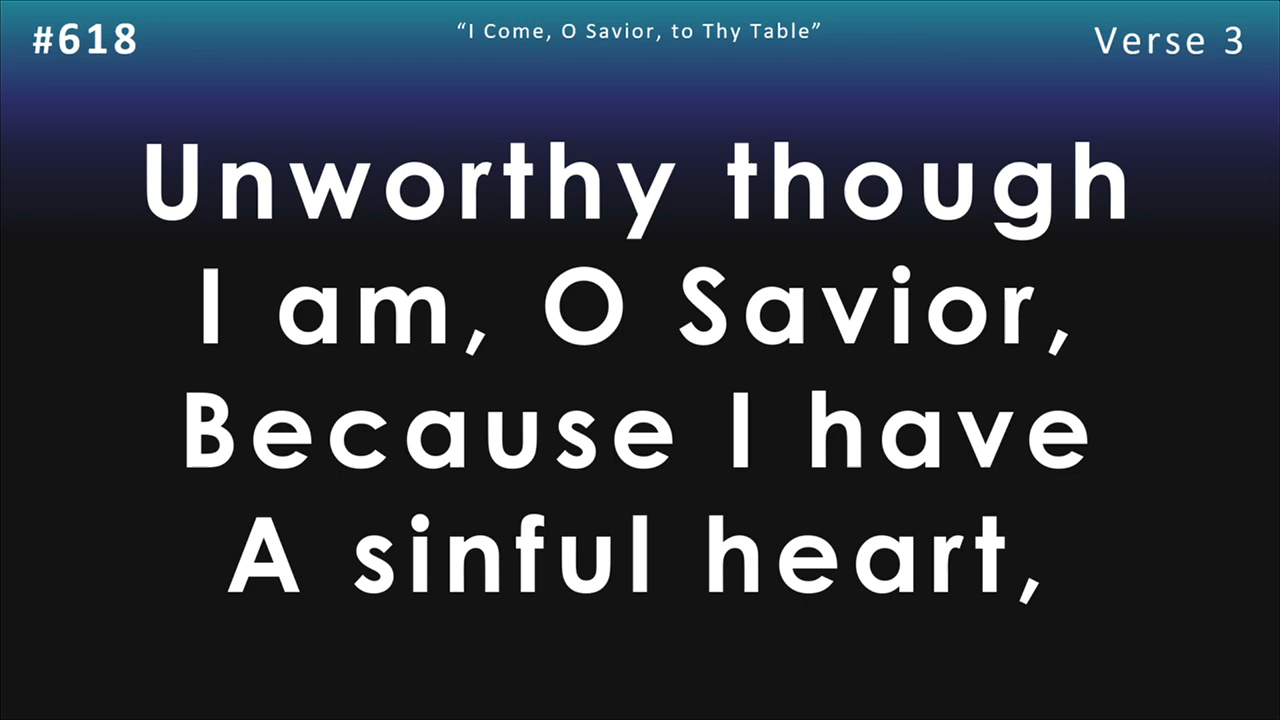 #618
“I Come, O Savior, to Thy Table”
Verse 3
Unworthy though
I am, O Savior,
Because I have
A sinful heart,